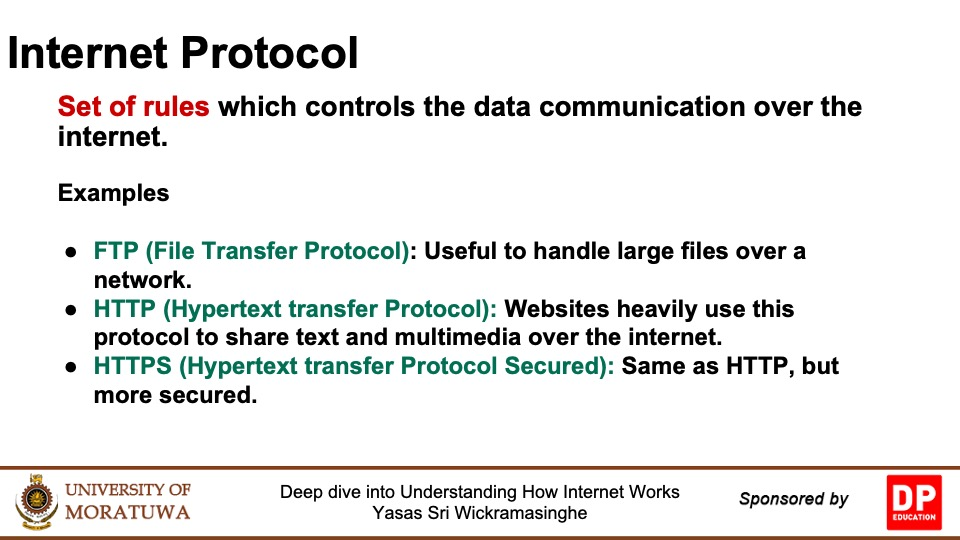 Internet Protocol
Set of rules which controls the data communication over the
internet.
Examples
● FTP (File Transfer Protocol): Useful to handle large files over a
network.
● HTTP (Hypertext transfer Protocol): Websites heavily use this
protocol to share text and multimedia over the internet.
● HTTPS (Hypertext transfer Protocol Secured): Same as HTTP, but
more secured.
UNIVERSITY OF
MORATUWA
Deep dive into Understanding How Internet Works
Yasas Sri Wickramasinghe
Sponsored by
DP
EDUCATION